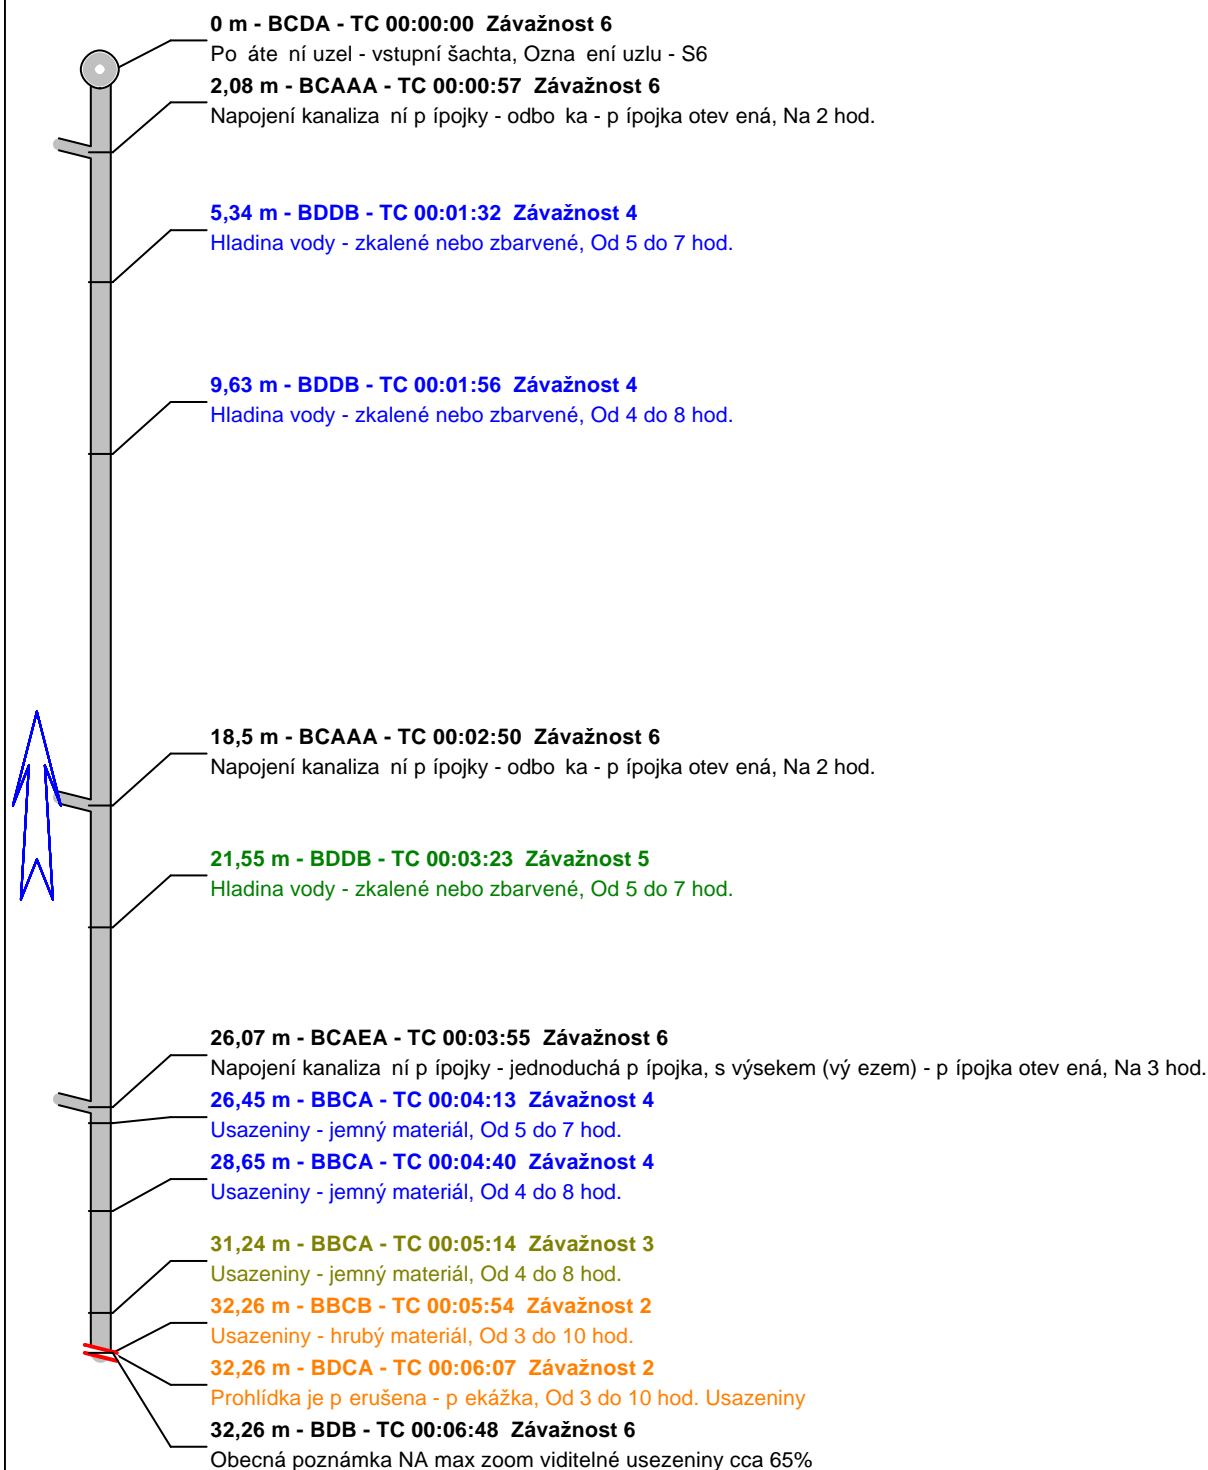 0 m - BCDA - TC 00:00:00 Závažnost 6
Po áte ní uzel - vstupní šachta, Ozna ení uzlu - S6
2,08 m - BCAAA - TC 00:00:57 Závažnost 6
Napojení kanaliza ní p ípojky - odbo ka - p ípojka otev ená, Na 2 hod.
5,34 m - BDDB - TC 00:01:32 Závažnost 4
Hladina vody - zkalené nebo zbarvené, Od 5 do 7 hod.
9,63 m - BDDB - TC 00:01:56 Závažnost 4
Hladina vody - zkalené nebo zbarvené, Od 4 do 8 hod.
18,5 m - BCAAA - TC 00:02:50 Závažnost 6
Napojení kanaliza ní p ípojky - odbo ka - p ípojka otev ená, Na 2 hod.
21,55 m - BDDB - TC 00:03:23 Závažnost 5
Hladina vody - zkalené nebo zbarvené, Od 5 do 7 hod.
26,07 m - BCAEA - TC 00:03:55 Závažnost 6
Napojení kanaliza ní p ípojky - jednoduchá p ípojka, s výsekem (vý ezem) - p ípojka otev ená, Na 3 hod.
26,45 m - BBCA - TC 00:04:13 Závažnost 4
Usazeniny - jemný materiál, Od 5 do 7 hod.
28,65 m - BBCA - TC 00:04:40 Závažnost 4
Usazeniny - jemný materiál, Od 4 do 8 hod.
31,24 m - BBCA - TC 00:05:14 Závažnost 3
Usazeniny - jemný materiál, Od 4 do 8 hod.
32,26 m - BBCB - TC 00:05:54 Závažnost 2
Usazeniny - hrubý materiál, Od 3 do 10 hod.
32,26 m - BDCA - TC 00:06:07 Závažnost 2
Prohlídka je p erušena - p ekážka, Od 3 do 10 hod. Usazeniny
32,26 m - BDB - TC 00:06:48 Závažnost 6
Obecná poznámka NA max zoom viditelné usezeniny cca 65%